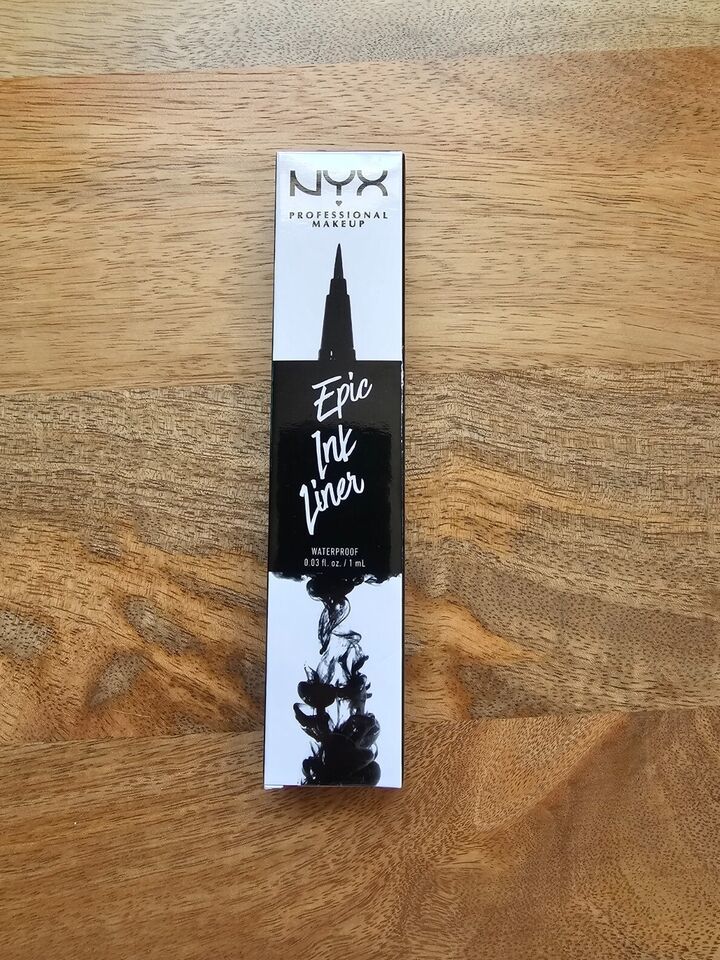 NYX
PROFESSIONAL
MAKEUP
Epic
Ink
Liner
WATERPROOF
0.03 fl. oz. / 1 mL